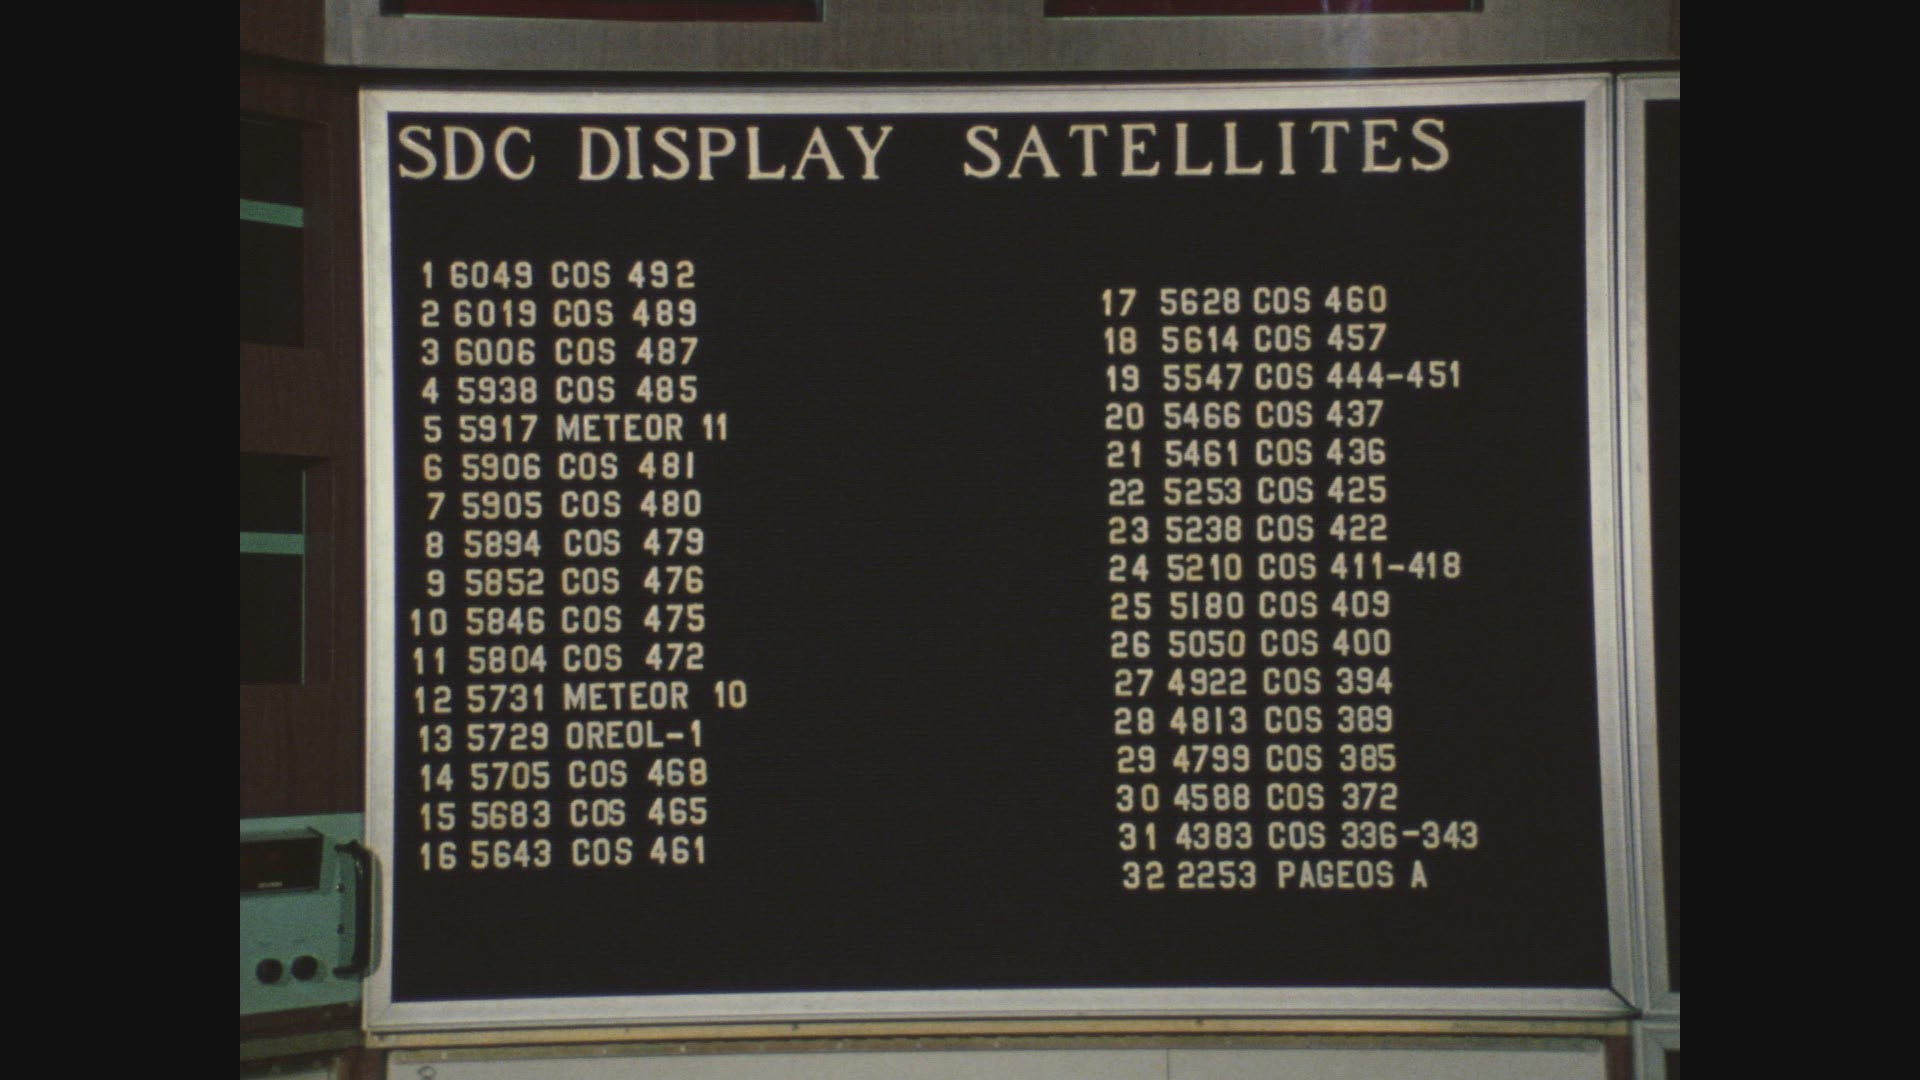 SDC DISPLAY SATELLITES
1 6049 COS 492
2 6019 COS 489
3 6006 COS 487
4 5938 COS 485
5 5917 METEOR 11
6 5906 COS 481
7 5905 COS 480
8 5894 COS 479
9 5852 COS 476
10 5846 COS 475
11 5804 COS 472
12 5731 METEOR 10
13 5729 OREOL-1
14 5705 COS 468
15 5683 COS 465
16 5643 COS 461
17 5628 COS 460
18 5614 COS 457
19 5547 COS 444-451
20 5466 COS 437
21 5461 COS 436
22 5253 COS 425
23 5238 COS 422
24 5210 COS 411-418
25 5180 COS 409
26 5050 COS 400
27 4922 COS 394
28 4813 COS 389
29 4799 COS 385
30 4588 COS 372
31 4383 COS 336-343
32 2253 PAGEOS A